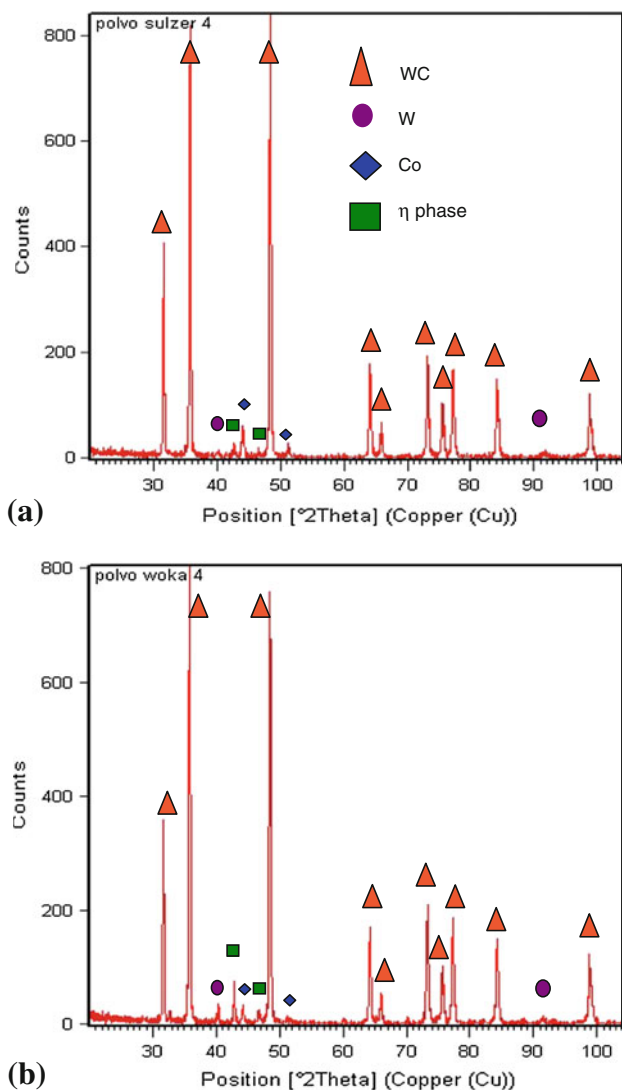 polvo sulzer 4
800
600
400
200
0
Counts
WC
W
Co
η phase
30 40 50 60 70 80 90 100
Position [°2Theta] (Copper (Cu))
(a)
polvo woka 4
800
600
400
200
0
Counts
30 40 50 60 70 80 90 100
Position [°2Theta] (Copper (Cu))
(b)